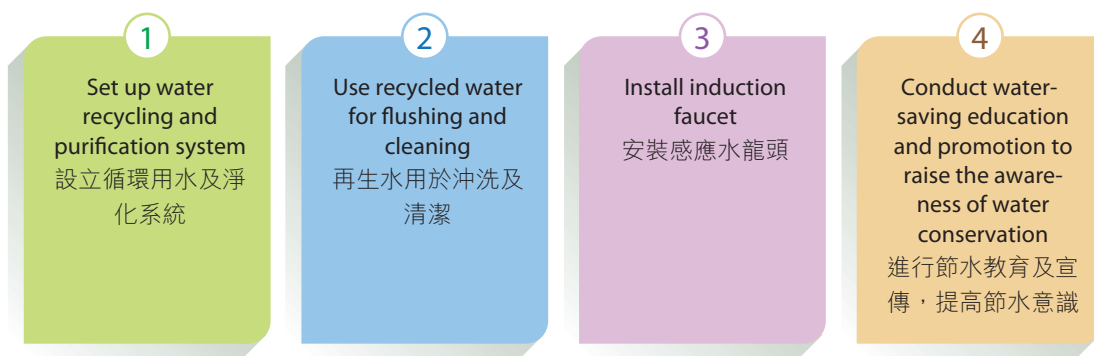 1
Set up water
recycling and
purification system
設立循環用水及淨
化系統
2
Use recycled water
for flushing and
cleaning
再生水用於沖洗及
清潔
3
Install induction
faucet
安裝感應水龍頭
4
Conduct water-
saving education
and promotion to
raise the aware-
ness of water
conservation
進行節水教育及宣
傳，提高節水意識